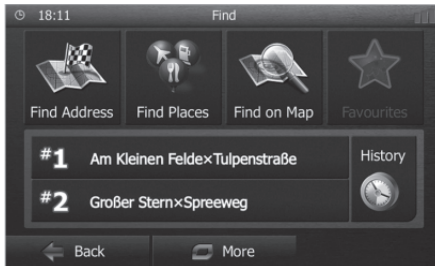 18:11 Find
Find Address Find Places Find on Map Favourites
#1 Am Kleinen Felde×Tulpenstraße History
#2 Großer Stern×Spreeweg
Back More